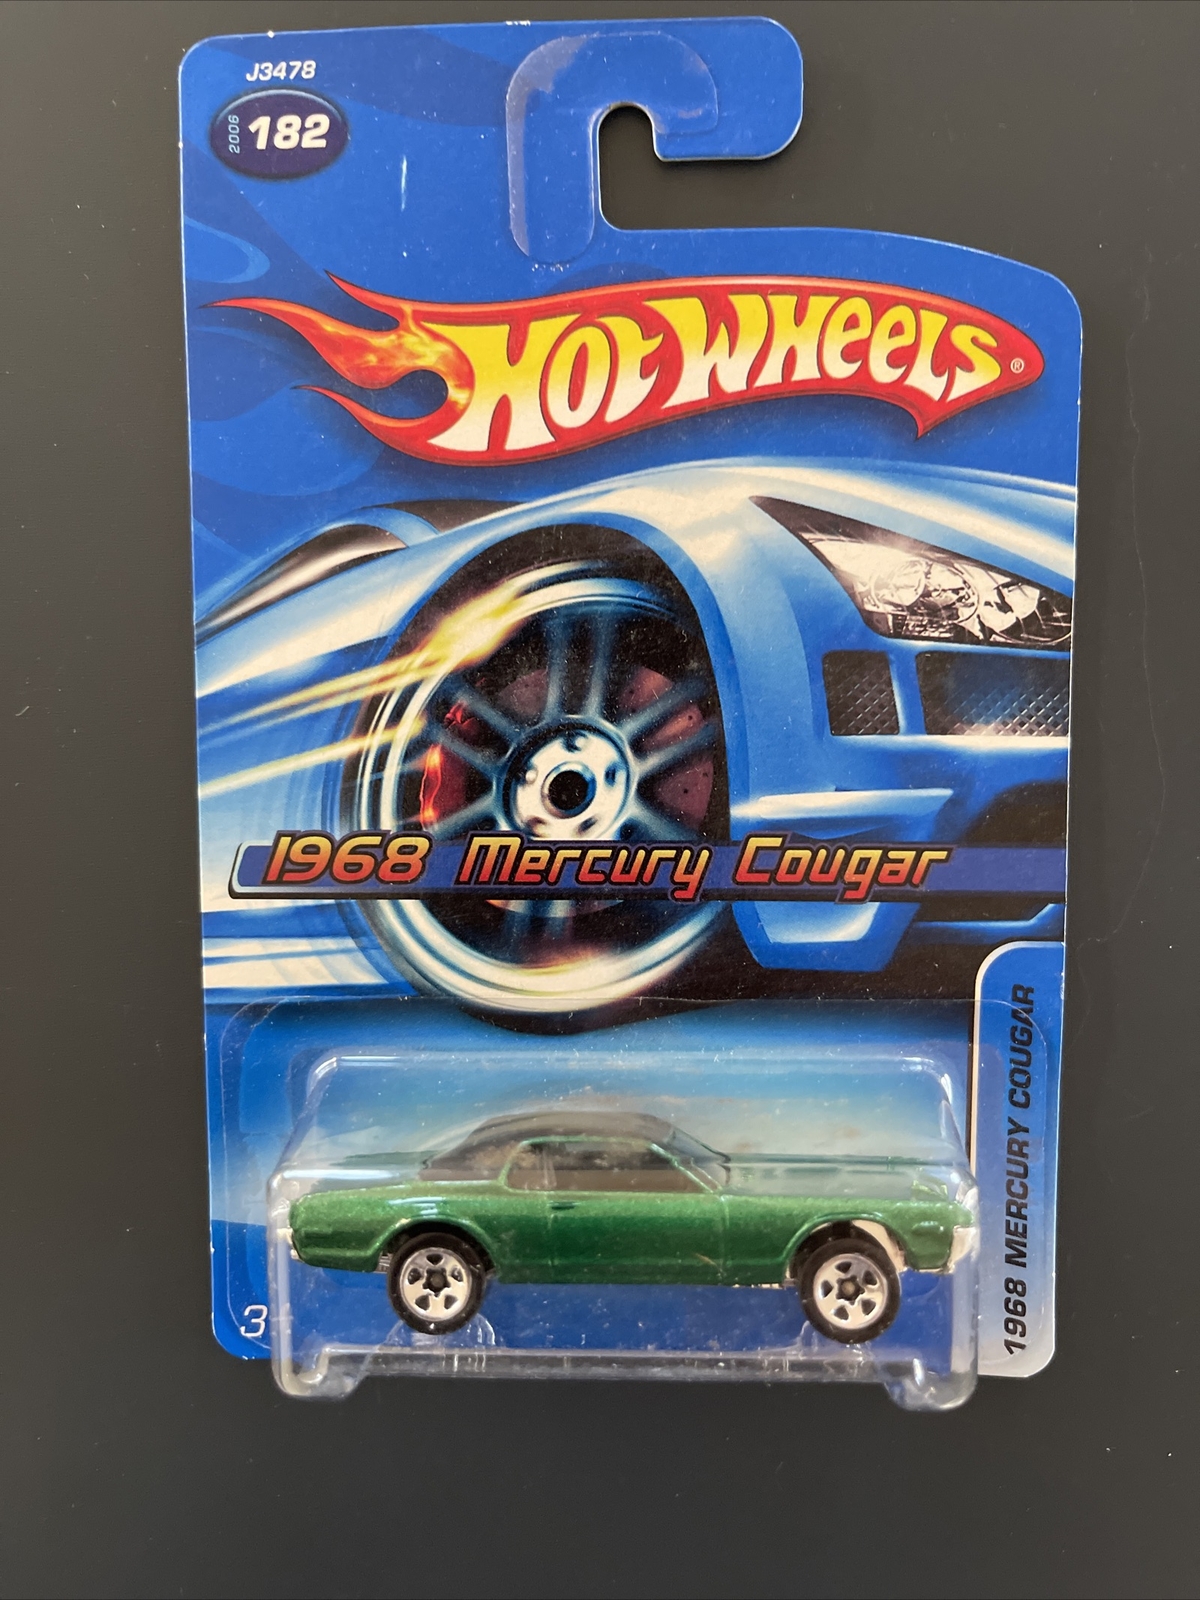 J3478
2006
182
HOT WHEELS®
1968 Mercury Cougar
1968 MERCURY COUGAR
3